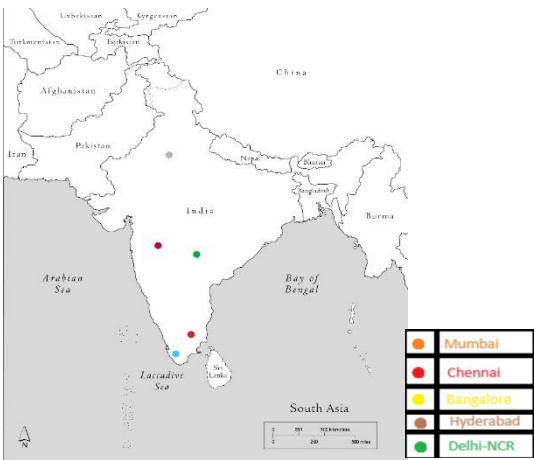 Uzbekistan
Kyrgyzstan
Turkmenistan
Tajikistan
China
Afghanistan
Iran
Pakistan
Nepal
Bhutan
Bangladesh
India
Burma
Arabian
Sea
Bay of
Bengal
Sri
Lanka
Laccadive
Sea
South Asia
N
Mumbai
Chennai
Bangalore
Hyderabad
Delhi-NCR